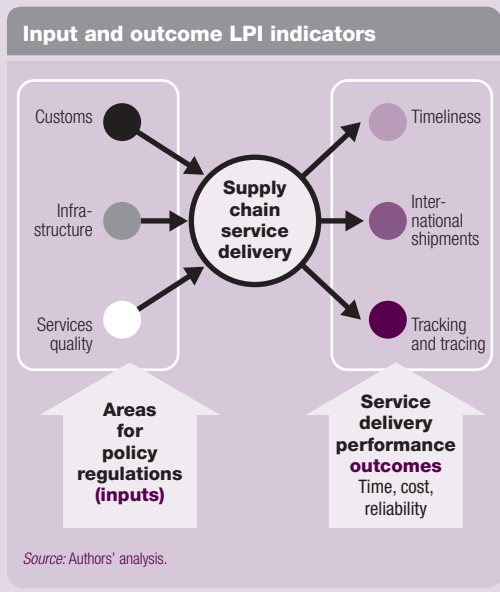 Input and outcome LPI indicators
Customs
Infra-
structure
Services
quality
Supply
chain
service
delivery
Timeliness
Inter-
national
shipments
Tracking
and tracing
Areas
for
policy
regulations
(inputs)
Service
delivery
performance
outcomes
Time, cost,
reliability
Source: Authors' analysis.